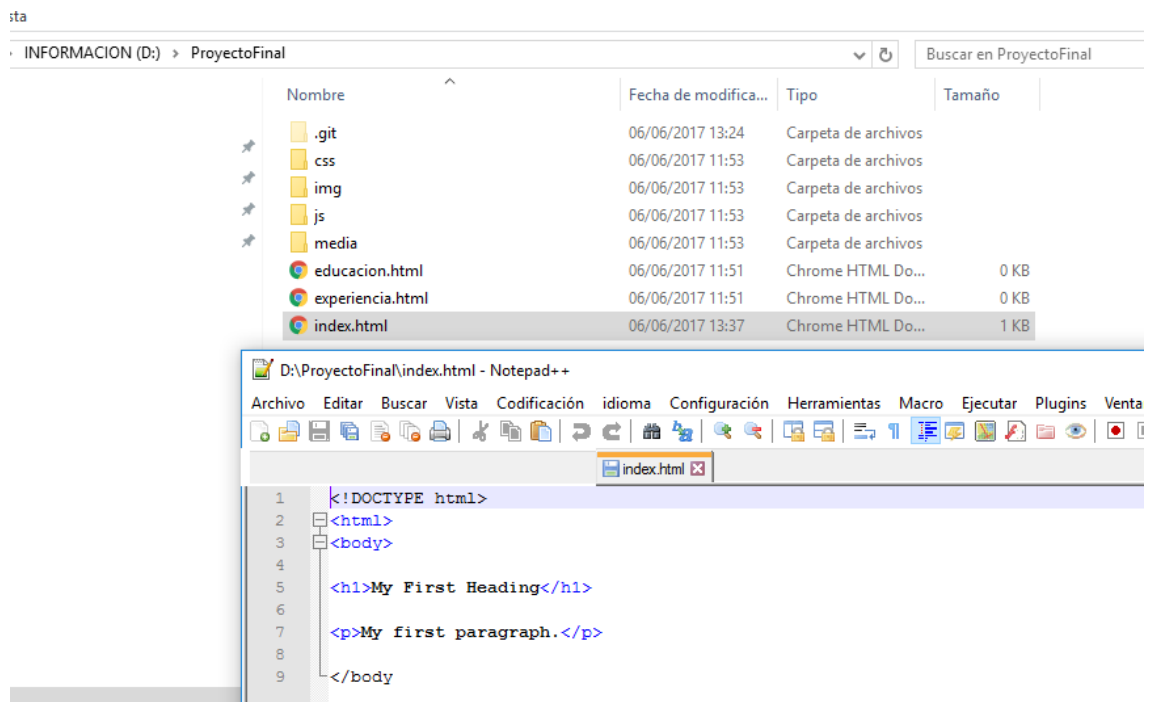 sta
INFORMACION (D:) > ProyectoFinal
Buscar en ProyectoFinal
Nombre Fecha de modifica... Tipo Tamaño
.git 06/06/2017 13:24 Carpeta de archivos
css 06/06/2017 11:53 Carpeta de archivos
img 06/06/2017 11:53 Carpeta de archivos
js 06/06/2017 11:53 Carpeta de archivos
media 06/06/2017 11:53 Carpeta de archivos
educacion.html 06/06/2017 11:51 Chrome HTML Do... 0 KB
experiencia.html 06/06/2017 11:51 Chrome HTML Do... 0 KB
index.html 06/06/2017 13:37 Chrome HTML Do... 1 KB
D:\ProyectoFinal\index.html - Notepad++
Archivo Editar Buscar Vista Codificación idioma Configuración Herramientas Macro Ejecutar Plugins Venta
index.html
1 <!DOCTYPE html>
2 <html>
3 <body>
4
5 <h1>My First Heading</h1>
6
7 <p>My first paragraph.</p>
8
9 </body